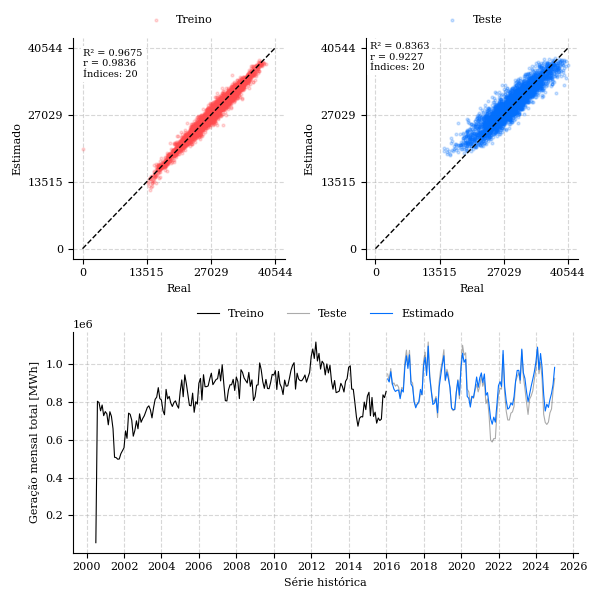 Treino
Teste
R² = 0.9675
r = 0.9836
Índices: 20
R² = 0.8363
r = 0.9227
Índices: 20
40544
27029
13515
0
Estimado
0 13515 27029 40544
Real
40544
27029
13515
0
Estimado
0 13515 27029 40544
Real
Treino Teste Estimado
1e6
1.0
0.8
0.6
0.4
0.2
Geração mensal total [MWh]
2000 2002 2004 2006 2008 2010 2012 2014 2016 2018 2020 2022 2024 2026
Série histórica